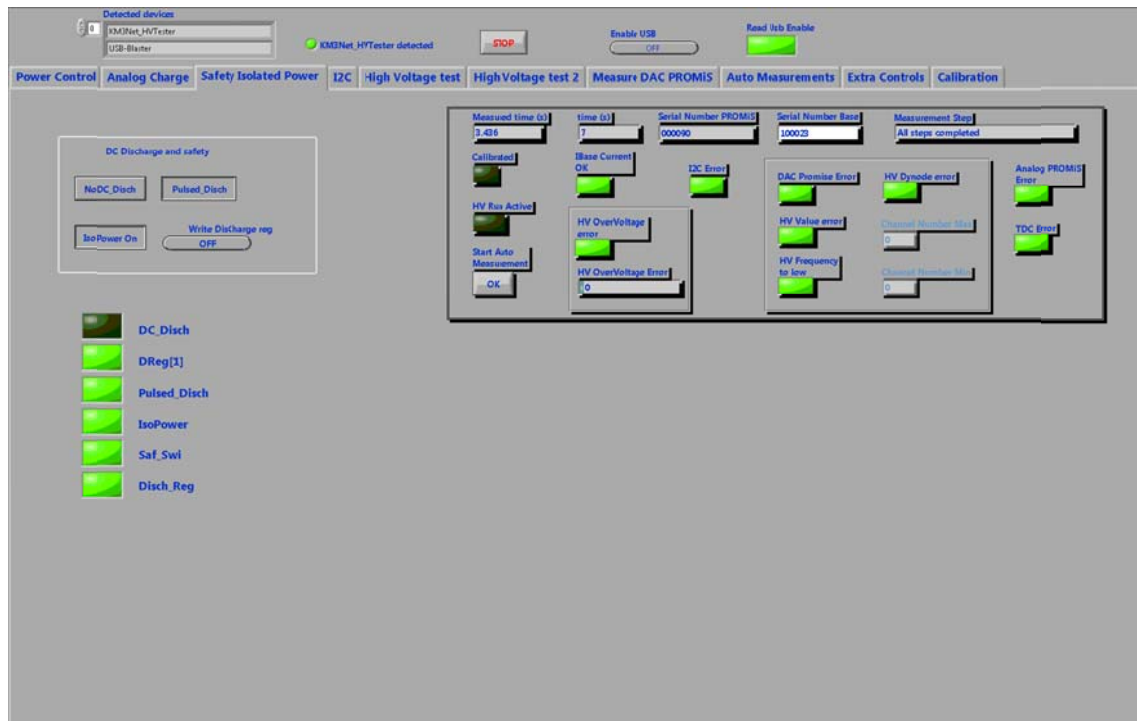 Detected devices
0
KM3Net_HVTester
USB-Blaster
KM3Net_HVTester detected
STOP
Enable USB
OFF
Read Usb Enable
Power Control
Analog Charge
Safety Isolated Power
I2C
High Voltage test
High Voltage test 2
Measure DAC PROMiS
Auto Measurements
Extra Controls
Calibration
DC Discharge and safety
NoDC_Disch
Pulsed_Disch
IsoPower On
Write Discharge reg
OFF
DC_Disch
DReg[1]
Pulsed_Disch
IsoPower
Saf_Swi
Disch_Reg
Measued time (s)
3.436
time (s)
7
Serial Number PROMiS
000090
Serial Number Base
100023
Measurement Step
All steps completed
Calibrated
IBase Current
OK
I2C Error
HV Run Active
HV OverVoltage
error
HV OverVoltage Error
0
Start Auto
Measuement
OK
DAC Promise Error
HV Dynode error
HV Value error
Channel Number Max
0
HV Frequency
to low
Channel Number Min
0
Analog PROMiS
Error
TDC Error